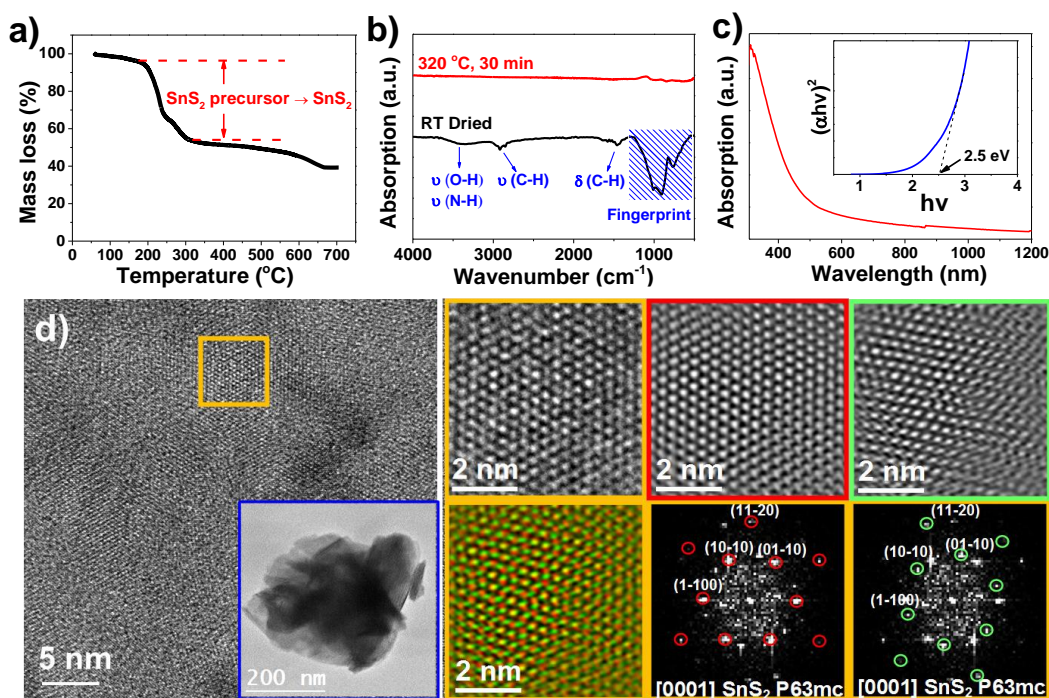 a)
100
80
60
40
20
0
Mass loss (%)
SnS₂ precursor → SnS₂
0 100 200 300 400 500 600 700
Temperature (°C)
b)
Absorption (a.u.)
320 °C, 30 min
RT Dried
υ (O-H)
υ (N-H)
υ (C-H)
δ (C-H)
Fingerprint
4000 3000 2000 1000
Wavenumber (cm⁻¹)
c)
Absorption (a.u.)
(αhν)²
2.5 eV
0 1 2 3 4
hν
400 600 800 1000 1200
Wavelength (nm)
d)
5 nm
200 nm
2 nm
2 nm
2 nm
2 nm
(11-20)
(10-10)
(01-10)
(1-100)
[0001] SnS₂ P63mc
(11-20)
(10-10)
(01-10)
(1-100)
[0001] SnS₂ P63mc